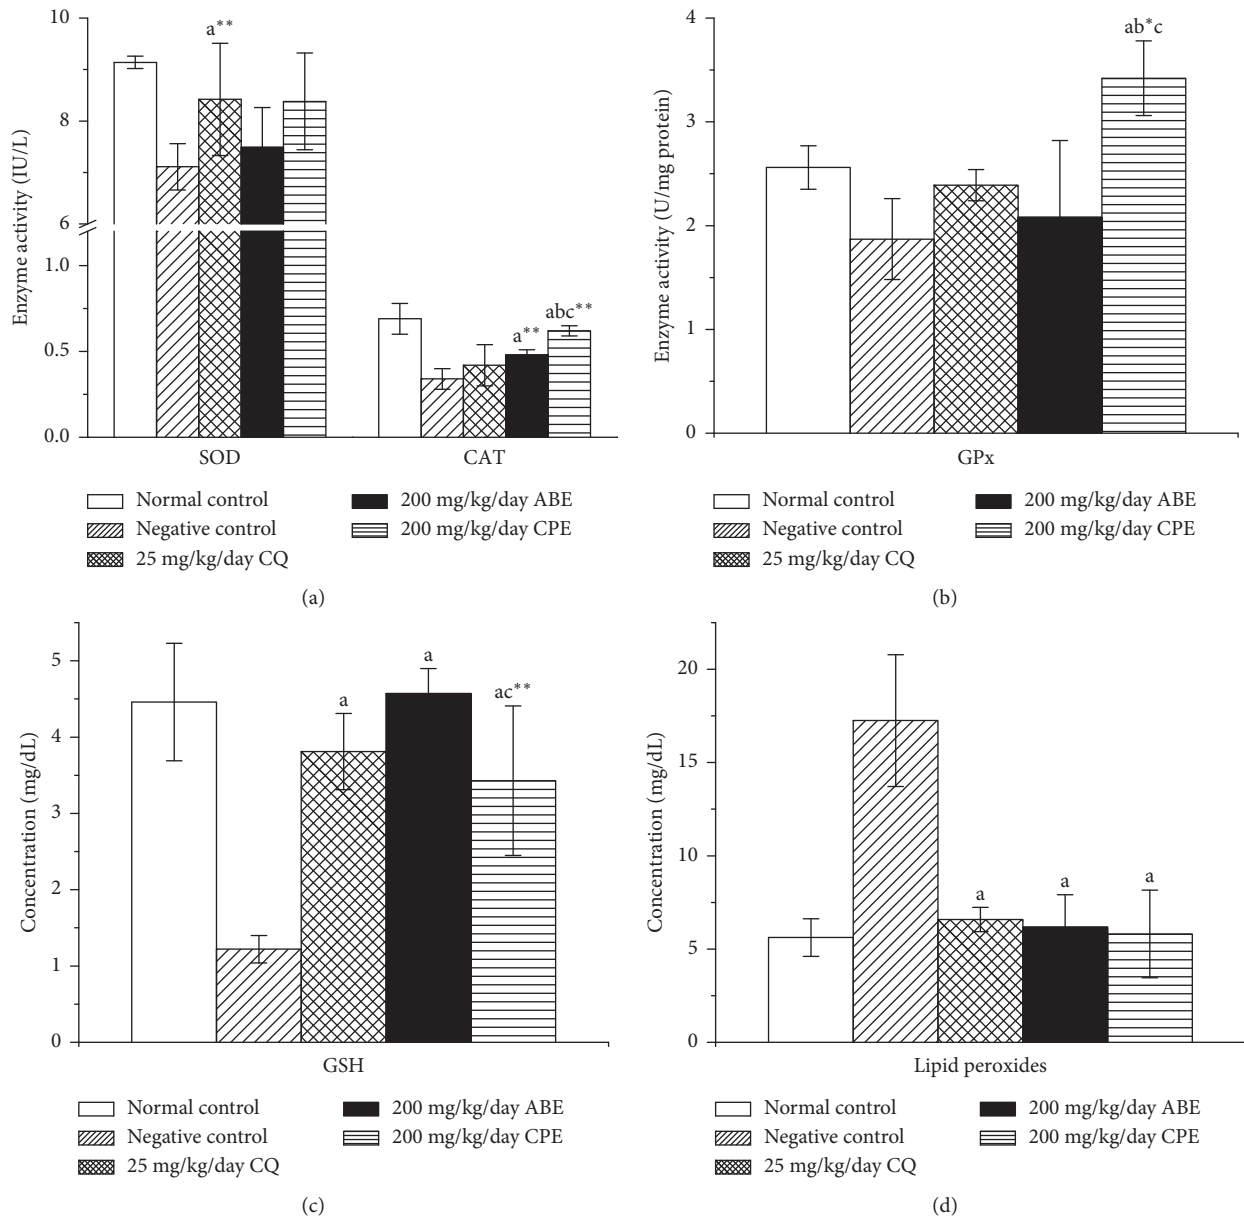 10
8
6
1.0
0.5
0.0
Enzyme activity (IU/L)
a**
a**
abc**
SOD
CAT
Normal control
Negative control
25 mg/kg/day CQ
200 mg/kg/day ABE
200 mg/kg/day CPE
(a)
4
3
2
1
0
Enzyme activity (U/mg protein)
ab*c
GPx
Normal control
Negative control
25 mg/kg/day CQ
200 mg/kg/day ABE
200 mg/kg/day CPE
(b)
5
4
3
2
1
0
Concentration (mg/dL)
a
a
ac**
GSH
Normal control
Negative control
25 mg/kg/day CQ
200 mg/kg/day ABE
200 mg/kg/day CPE
(c)
20
15
10
5
0
Concentration (mg/dL)
a
a
a
Lipid peroxides
Normal control
Negative control
25 mg/kg/day CQ
200 mg/kg/day ABE
200 mg/kg/day CPE
(d)